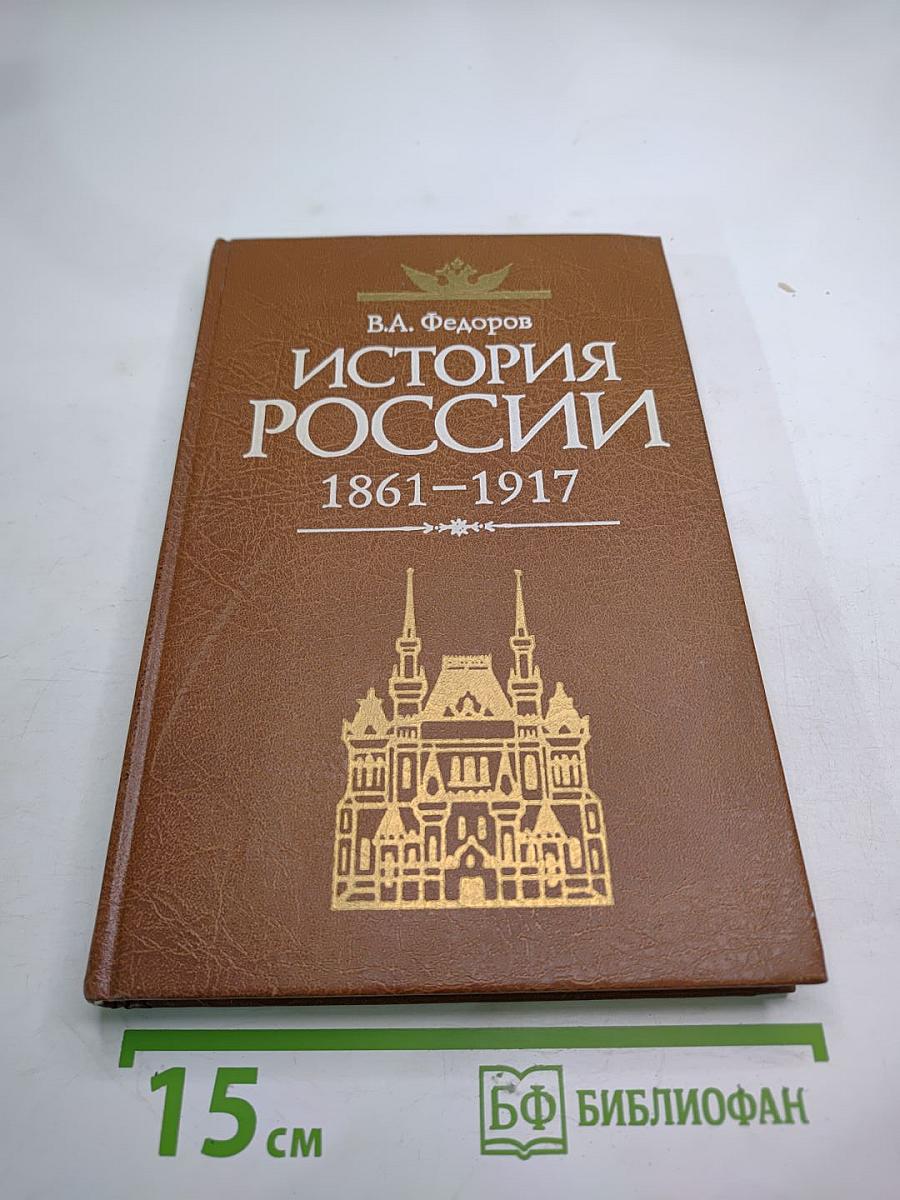 В.А. Федоров
ИСТОРИЯ
РОССИИ
1861–1917
15 см
БФ БИБЛИОФАН